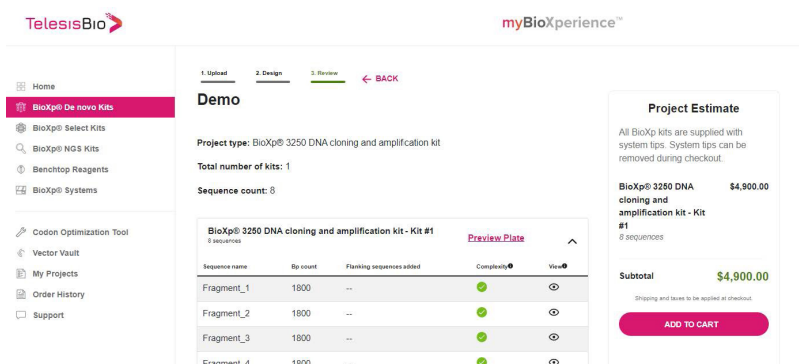 TelesisBio
myBioXperience™
Home
BioXp® De novo Kits
BioXp® Select Kits
BioXp® NGS Kits
Benchtop Reagents
BioXp® Systems
Codon Optimization Tool
Vector Vault
My Projects
Order History
Support
1. Upload 2. Design 3. Review ← BACK
Demo
Project type: BioXp® 3250 DNA cloning and amplification kit
Total number of kits: 1
Sequence count: 8
BioXp® 3250 DNA cloning and amplification kit - Kit #1
8 sequences
Preview Plate
Sequence name Bp count Flanking sequences added Complexity View
Fragment_1 1800 --
Fragment_2 1800 --
Fragment_3 1800 --
Fragment_4 1800 --
Project Estimate
All BioXp kits are supplied with
system tips. System tips can be
removed during checkout.
BioXp® 3250 DNA $4,900.00
cloning and
amplification kit - Kit
#1
8 sequences
Subtotal $4,900.00
Shipping and taxes to be applied at checkout.
ADD TO CART